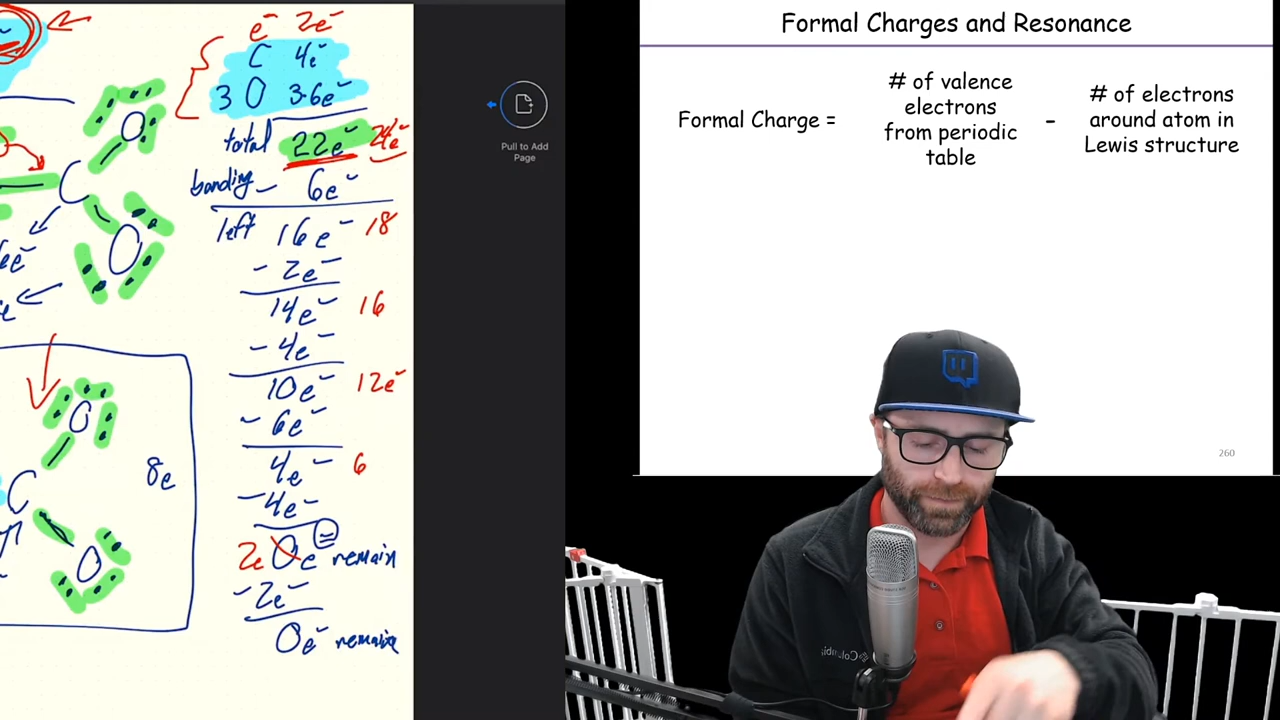 e⁻ 2e⁻
C 4e⁻
3 O 3·6e⁻
total 22e⁻ 24e⁻
bonding – 6e⁻
left 16e⁻ 18
– 2e⁻
14e⁻ 16
– 4e⁻
10e⁻ 12e⁻
– 6e⁻
4e⁻ 6
– 4e⁻
2e 0e remain
– 2e⁻
0e⁻ remain
O
C
O
O
C
8e
O
Pull to Add
Page
Formal Charges and Resonance
Formal Charge =
# of valence
electrons
from periodic
table
-
# of electrons
around atom in
Lewis structure
260